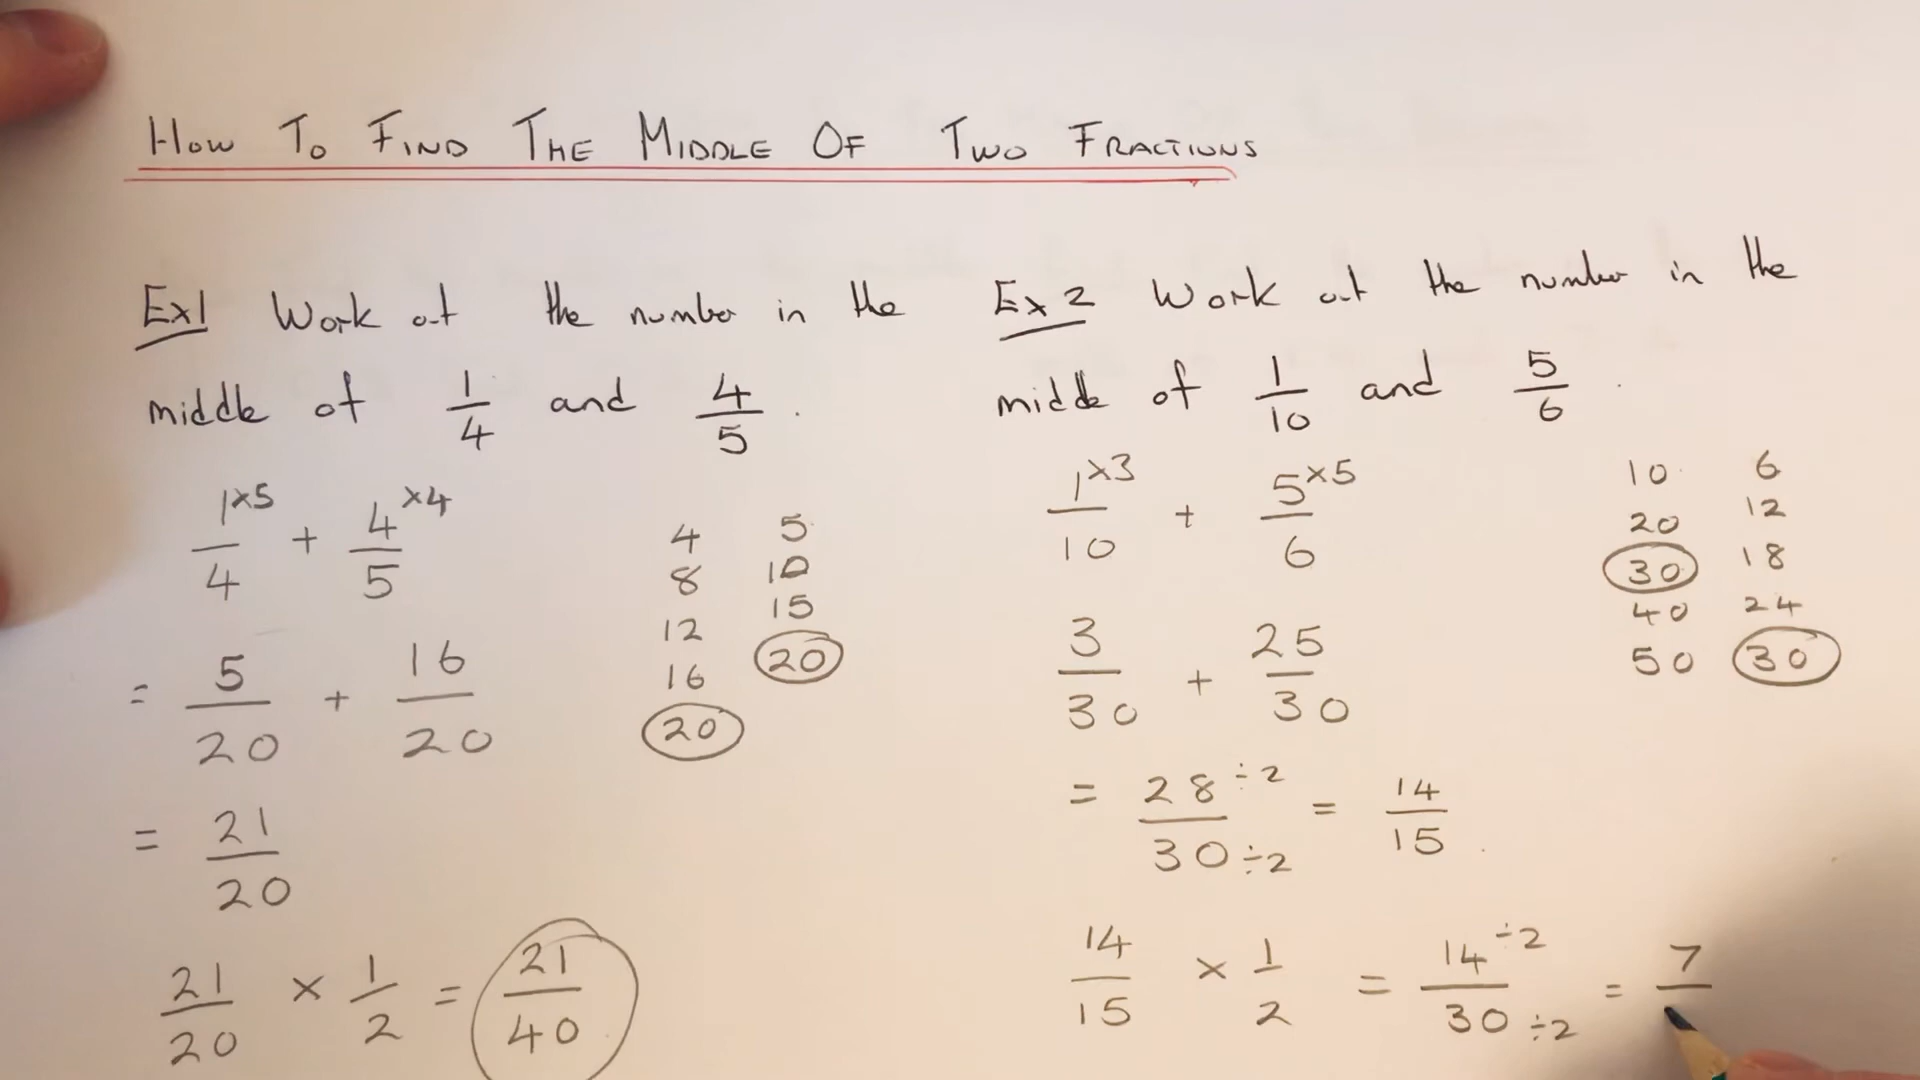 HOW TO FIND THE MIDDLE OF TWO FRACTIONS
Ex1 Work out the number in the
middle of 1/4 and 4/5.
1×5/4 + 4×4/5
4 5
8 10
12 15
16 20
20
= 5/20 + 16/20
= 21/20
21/20 × 1/2 = 21/40
Ex 2 Work out the number in the
middle of 1/10 and 5/6.
1×3/10 + 5×5/6
10 6
20 12
30 18
40 24
50 30
3/30 + 25/30
= 28÷2/30÷2 = 14/15
14/15 × 1/2 = 14÷2/30÷2 = 7/